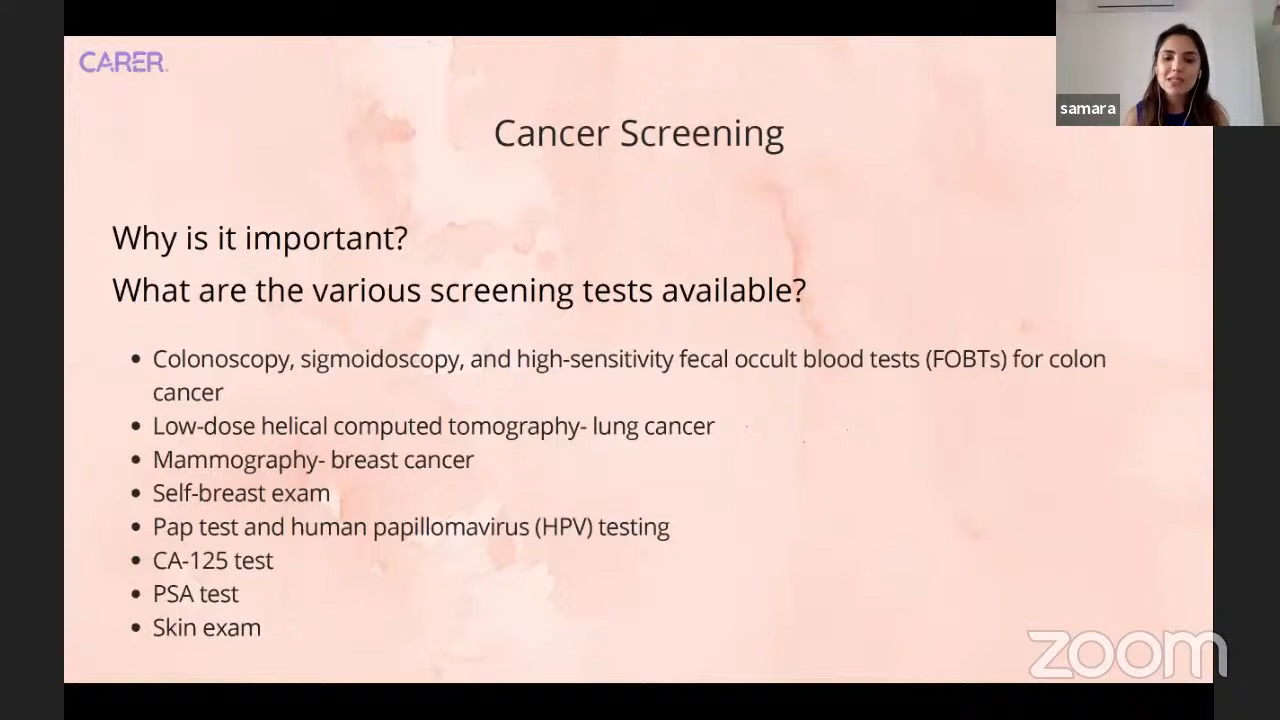 CARER.
samara
Cancer Screening
Why is it important?
What are the various screening tests available?
• Colonoscopy, sigmoidoscopy, and high-sensitivity fecal occult blood tests (FOBTs) for colon
cancer
• Low-dose helical computed tomography- lung cancer
• Mammography- breast cancer
• Self-breast exam
• Pap test and human papillomavirus (HPV) testing
• CA-125 test
• PSA test
• Skin exam
zoom